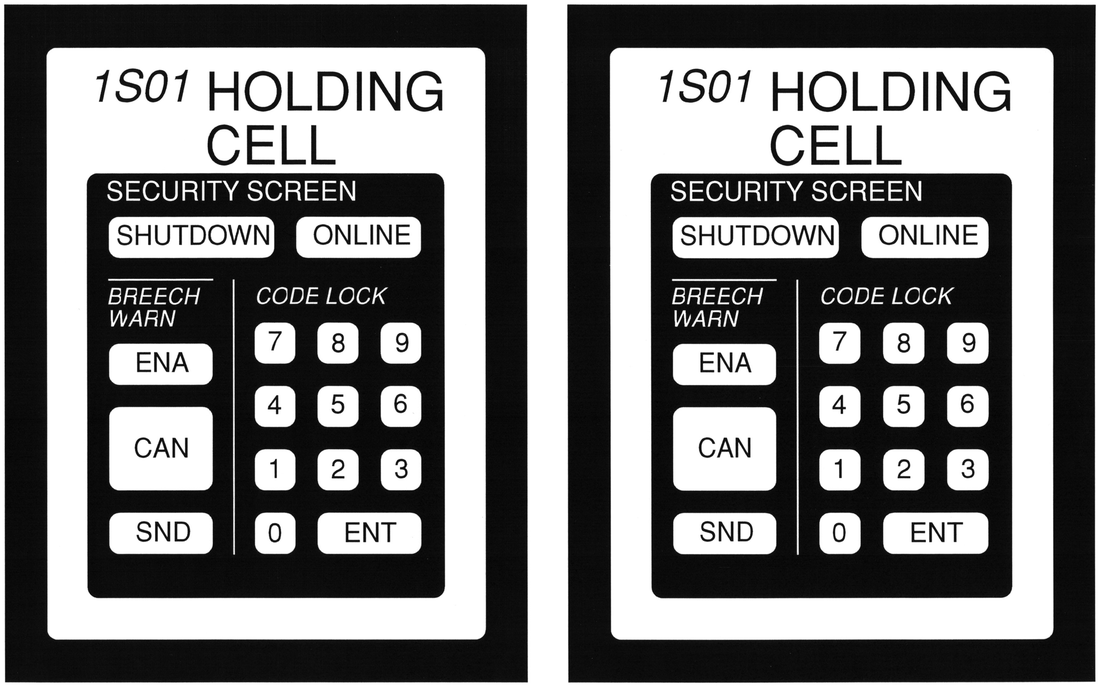 1S01 HOLDING
CELL
SECURITY SCREEN
SHUTDOWN ONLINE
BREECH
WARN
CODE LOCK
7 8 9
ENA
4 5 6
CAN
1 2 3
SND
0 ENT
1S01 HOLDING
CELL
SECURITY SCREEN
SHUTDOWN ONLINE
BREECH
WARN
CODE LOCK
7 8 9
ENA
4 5 6
CAN
1 2 3
SND
0 ENT